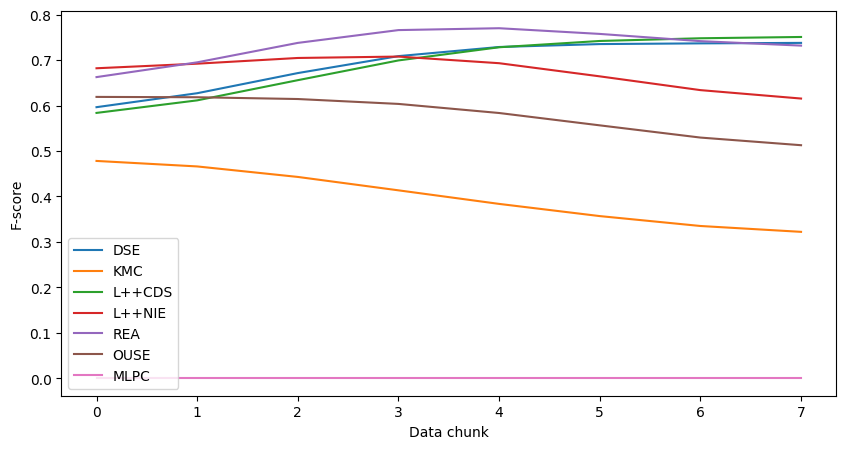 0.8
0.7
0.6
0.5
0.4
0.3
0.2
0.1
0.0
F-score
DSE
KMC
L++CDS
L++NIE
REA
OUSE
MLPC
0 1 2 3 4 5 6 7
Data chunk